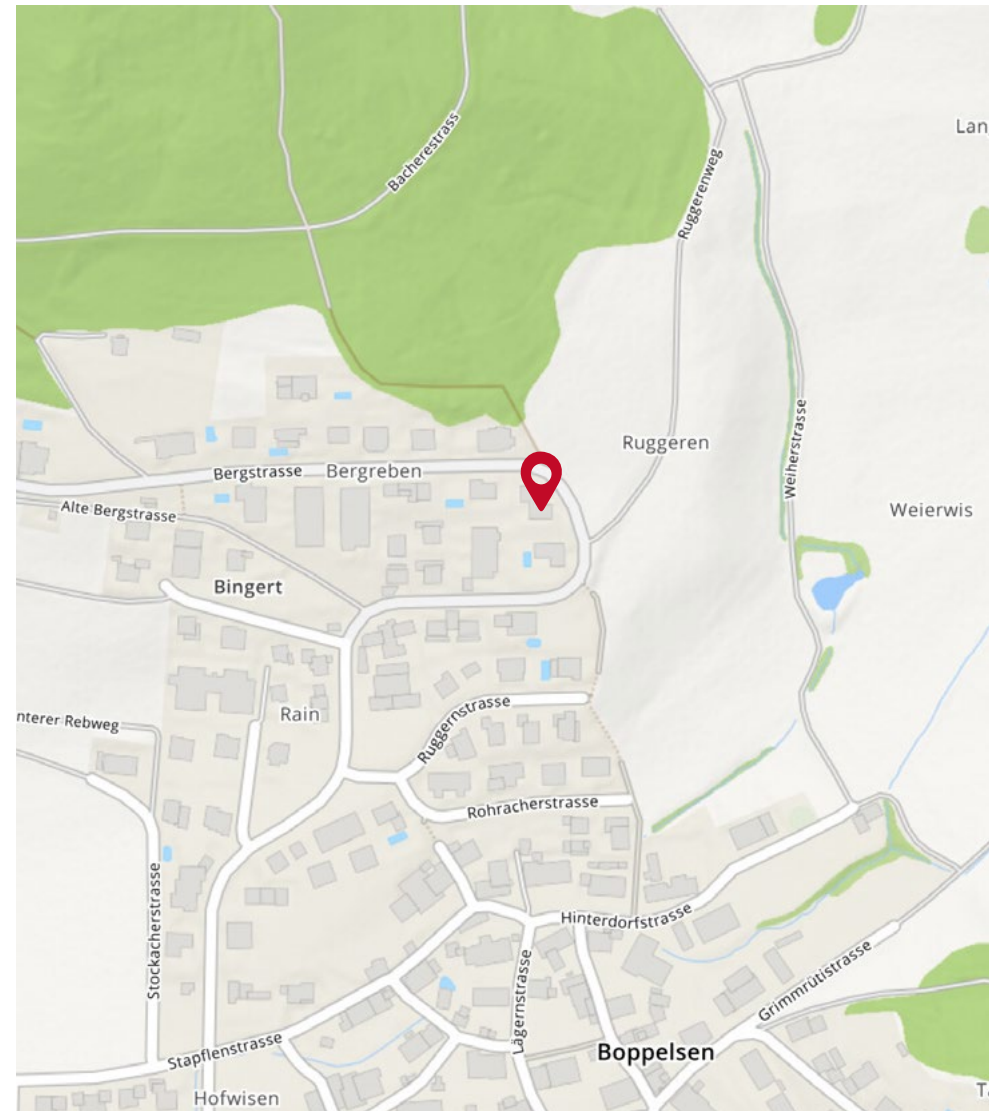 Lan
Bacherestrass
Ruggerenweg
Ruggeren
Weiherstrasse
Bergstrasse
Bergreben
Weierwis
Alte Bergstrasse
Bingert
Rain
nterer Rebweg
Ruggernstrasse
Rohracherstrasse
Stockacherstrasse
Hinterdorfstrasse
Lägernstrasse
Grimmrütistrasse
Stapflenstrasse
Boppelsen
Hofwisen
Ta